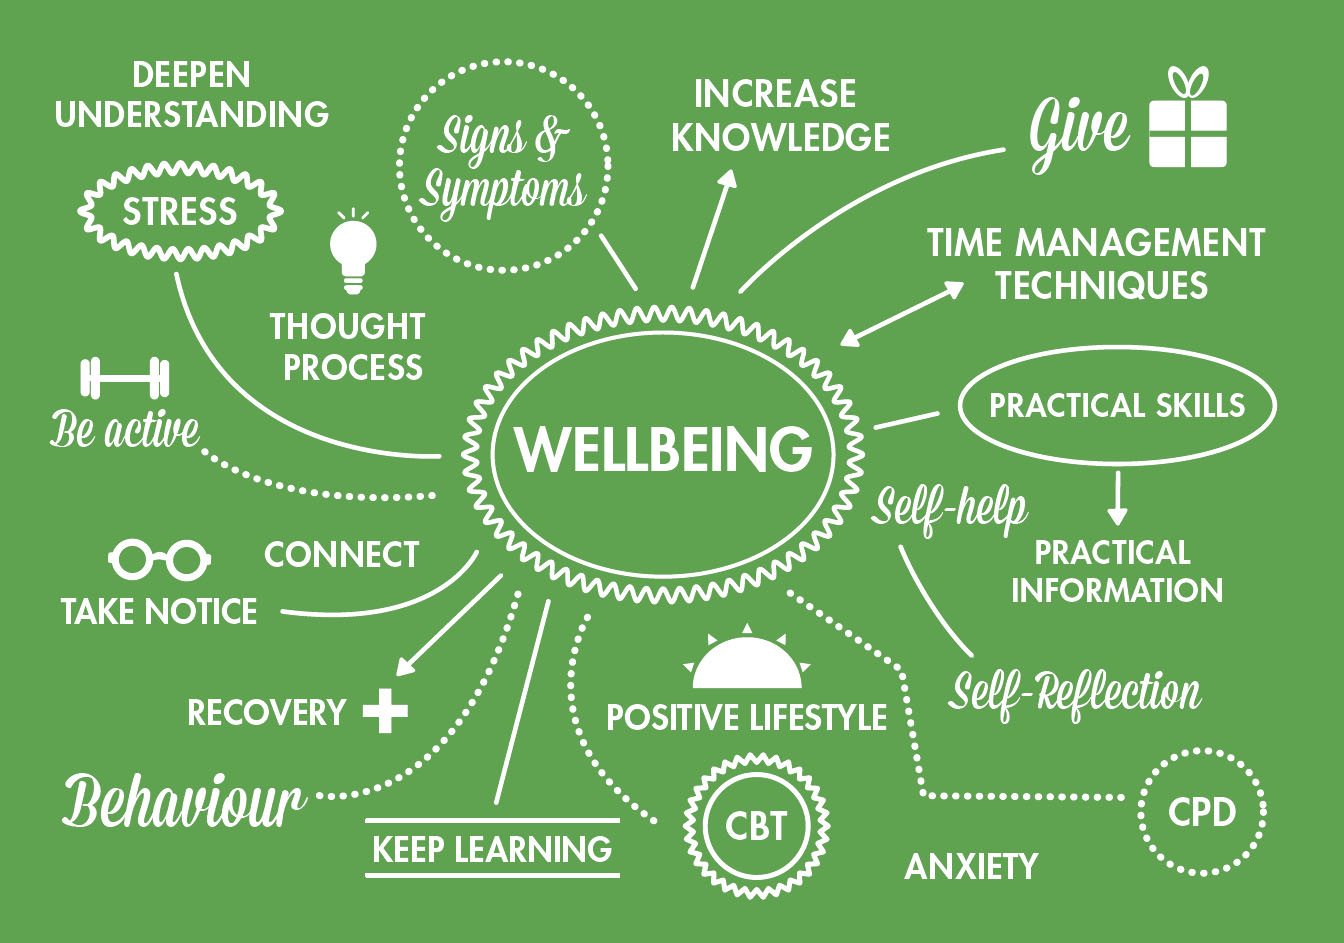 DEEPEN
UNDERSTANDING
STRESS
Signs &
Symptoms
INCREASE
KNOWLEDGE
Give
TIME MANAGEMENT
TECHNIQUES
THOUGHT
PROCESS
Be active
WELLBEING
PRACTICAL SKILLS
Self-help
PRACTICAL
INFORMATION
CONNECT
TAKE NOTICE
RECOVERY
POSITIVE LIFESTYLE
Self-Reflection
Behaviour
KEEP LEARNING
CBT
ANXIETY
CPD